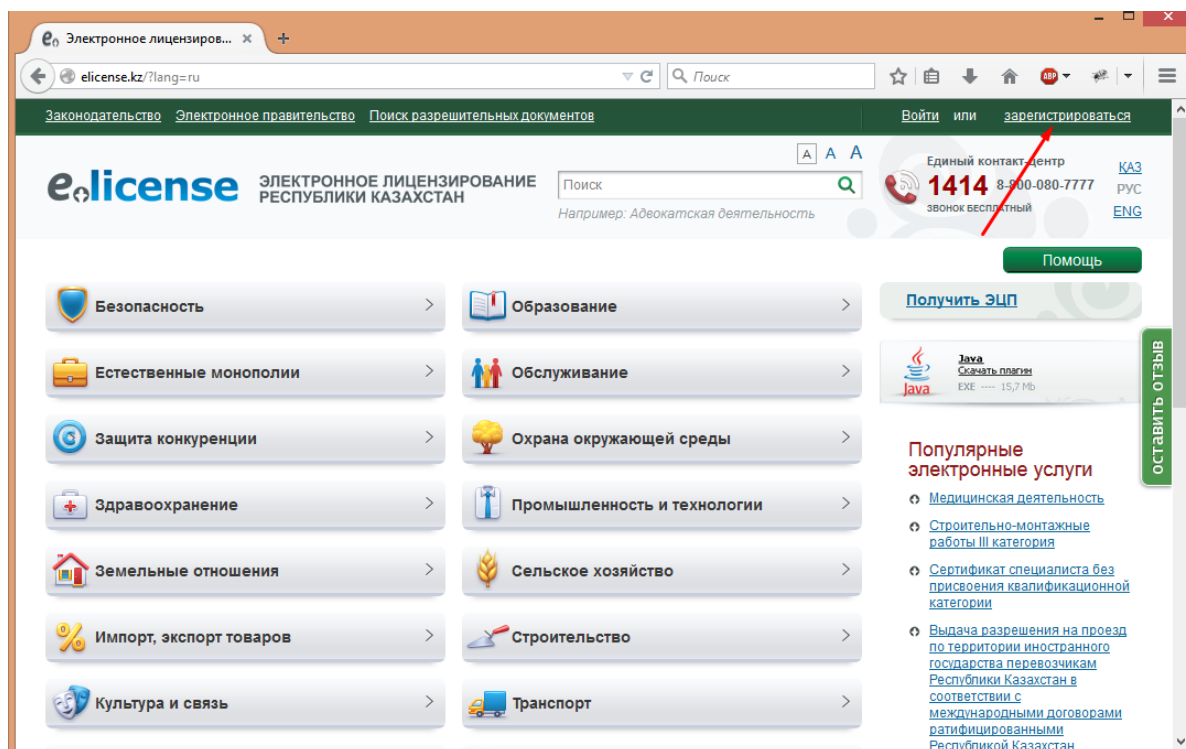 Электронное лицензиров...
elicense.kz/?lang=ru
Поиск
ABP
Законодательство Электронное правительство Поиск разрешительных документов
Войти или зарегистрироваться
A A A
e.license
ЭЛЕКТРОННОЕ ЛИЦЕНЗИРОВАНИЕ
РЕСПУБЛИКИ КАЗАХСТАН
Поиск
Например: Адвокатская деятельность
Единый контакт-центр
1414 8-800-080-7777
ЗВОНОК БЕСПЛАТНЫЙ
ҚАЗ
РУС
ENG
Помощь
Безопасность
Естественные монополии
Защита конкуренции
Здравоохранение
Земельные отношения
Импорт, экспорт товаров
Культура и связь
Образование
Обслуживание
Охрана окружающей среды
Промышленность и технологии
Сельское хозяйство
Строительство
Транспорт
Получить ЭЦП
Java
Java
Скачать плагин
EXE ---- 15,7 Mb
оставить отзыв
Популярные
электронные услуги
Медицинская деятельность
Строительно-монтажные
работы III категория
Сертификат специалиста без
присвоения квалификационной
категории
Выдача разрешения на проезд
по территории иностранного
государства перевозчикам
Республики Казахстан в
соответствии с
международными договорами
ратифицированными
Республикой Казахстан